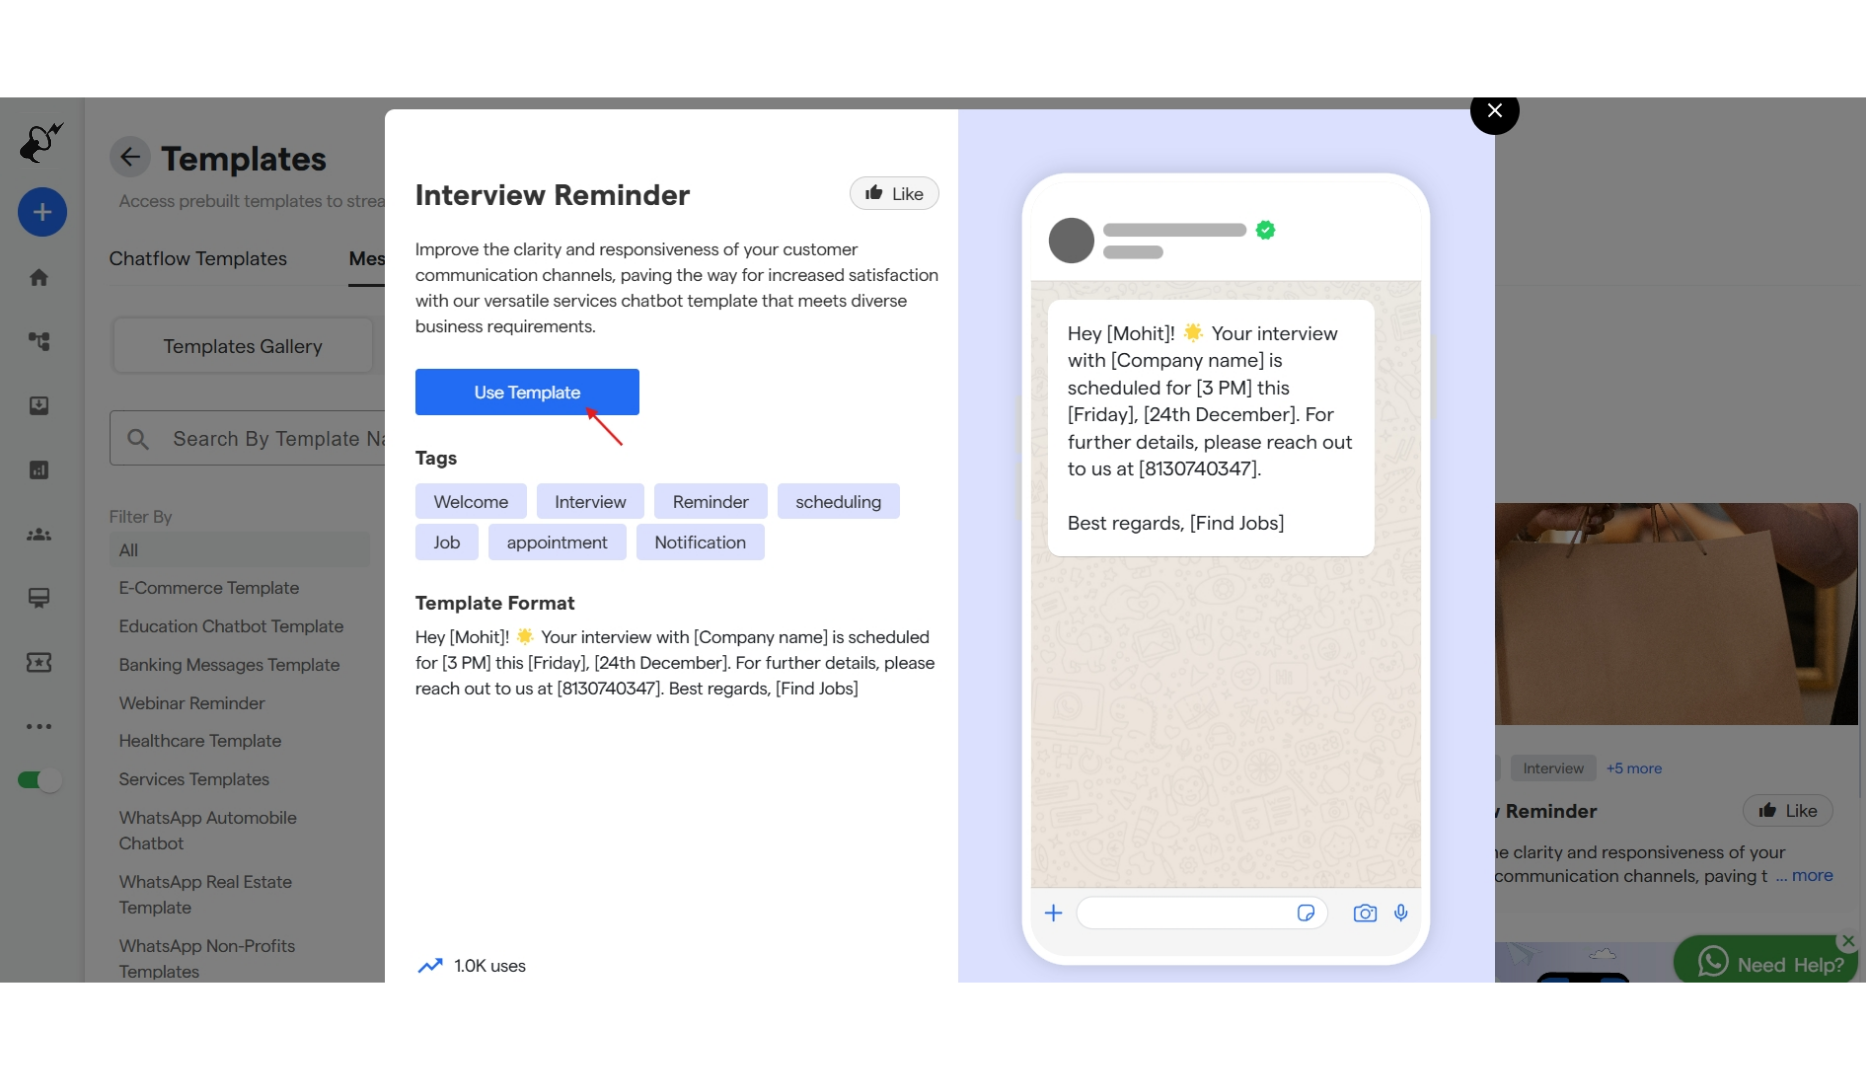 Templates
Access prebuilt templates to strea
Chatflow Templates
Mes
Templates Gallery
Search By Template Na
Filter By
All
E-Commerce Template
Education Chatbot Template
Banking Messages Template
Webinar Reminder
Healthcare Template
Services Templates
WhatsApp Automobile
Chatbot
WhatsApp Real Estate
Template
WhatsApp Non-Profits
Templates
Interview Reminder
Like
Improve the clarity and responsiveness of your customer
communication channels, paving the way for increased satisfaction
with our versatile services chatbot template that meets diverse
business requirements.
Use Template
Tags
Welcome Interview Reminder scheduling
Job appointment Notification
Template Format
Hey [Mohit]! 🌟 Your interview with [Company name] is scheduled
for [3 PM] this [Friday], [24th December]. For further details, please
reach out to us at [8130740347]. Best regards, [Find Jobs]
1.0K uses
Hey [Mohit]! 🌟 Your interview
with [Company name] is
scheduled for [3 PM] this
[Friday], [24th December]. For
further details, please reach out
to us at [8130740347].
Best regards, [Find Jobs]
Interview +5 more
Reminder
Like
e clarity and responsiveness of your
communication channels, paving t ... more
Need Help?